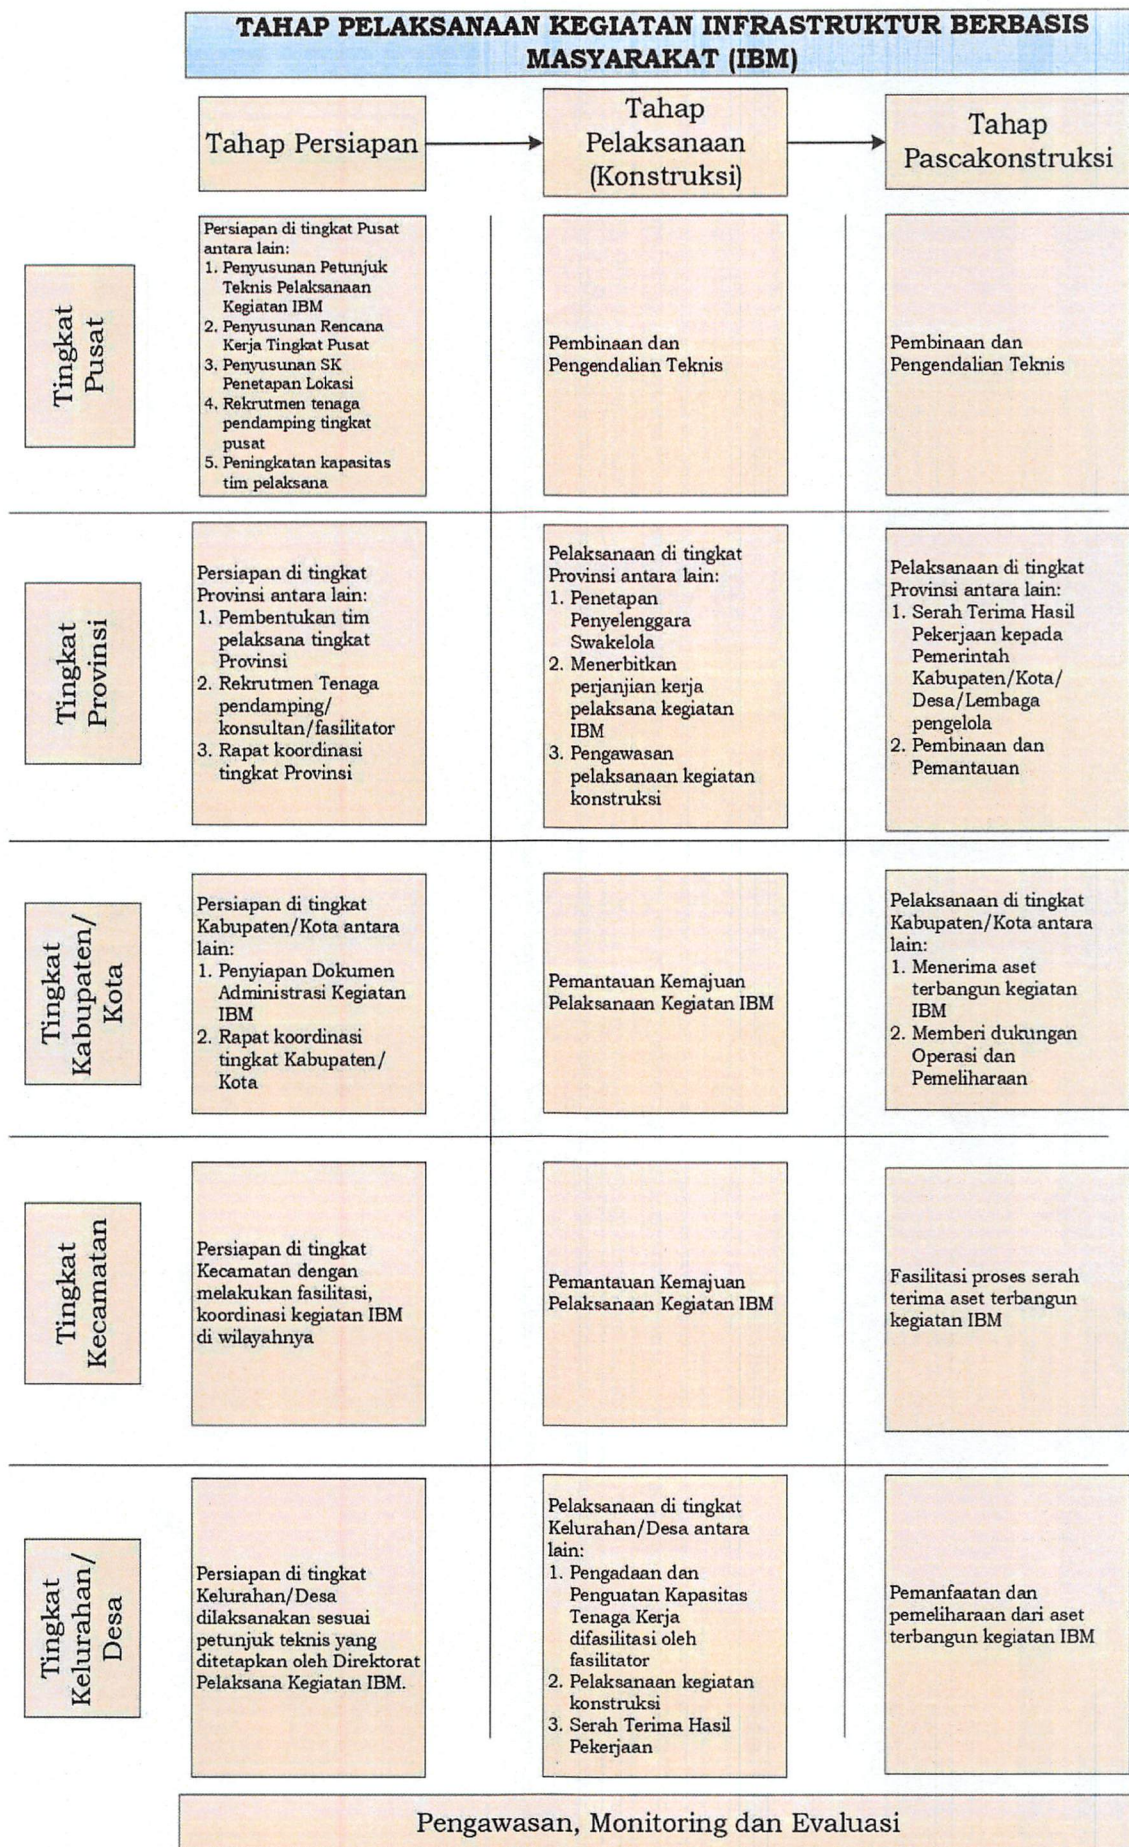 TAHAP PELAKSANAAN KEGIATAN INFRASTRUKTUR BERBASIS
MASYARAKAT (IBM)
Tahap Persiapan
Tahap
Pelaksanaan
(Konstruksi)
Tahap
Pascakonstruksi
Tingkat
Pusat
Persiapan di tingkat Pusat
antara lain:
1. Penyusunan Petunjuk
Teknis Pelaksanaan
Kegiatan IBM
2. Penyusunan Rencana
Kerja Tingkat Pusat
3. Penyusunan SK
Penetapan Lokasi
4. Rekrutmen tenaga
pendamping tingkat
pusat
5. Peningkatan kapasitas
tim pelaksana
Pembinaan dan
Pengendalian Teknis
Pembinaan dan
Pengendalian Teknis
Tingkat
Provinsi
Persiapan di tingkat
Provinsi antara lain:
1. Pembentukan tim
pelaksana tingkat
Provinsi
2. Rekrutmen Tenaga
pendamping/
konsultan/fasilitator
3. Rapat koordinasi
tingkat Provinsi
Pelaksanaan di tingkat
Provinsi antara lain:
1. Penetapan
Penyelenggara
Swakelola
2. Menerbitkan
perjanjian kerja
pelaksana kegiatan
IBM
3. Pengawasan
pelaksanaan kegiatan
konstruksi
Pelaksanaan di tingkat
Provinsi antara lain:
1. Serah Terima Hasil
Pekerjaan kepada
Pemerintah
Kabupaten/Kota/
Desa/Lembaga
pengelola
2. Pembinaan dan
Pemantauan
Tingkat
Kabupaten/
Kota
Persiapan di tingkat
Kabupaten/Kota antara
lain:
1. Penyiapan Dokumen
Administrasi Kegiatan
IBM
2. Rapat koordinasi
tingkat Kabupaten/
Kota
Pemantauan Kemajuan
Pelaksanaan Kegiatan IBM
Pelaksanaan di tingkat
Kabupaten/Kota antara
lain:
1. Menerima aset
terbangun kegiatan
IBM
2. Memberi dukungan
Operasi dan
Pemeliharaan
Tingkat
Kecamatan
Persiapan di tingkat
Kecamatan dengan
melakukan fasilitasi,
koordinasi kegiatan IBM
di wilayahnya
Pemantauan Kemajuan
Pelaksanaan Kegiatan IBM
Fasilitasi proses serah
terima aset terbangun
kegiatan IBM
Tingkat
Kelurahan/
Desa
Persiapan di tingkat
Kelurahan/Desa
dilaksanakan sesuai
petunjuk teknis yang
ditetapkan oleh Direktorat
Pelaksana Kegiatan IBM.
Pelaksanaan di tingkat
Kelurahan/Desa antara
lain:
1. Pengadaan dan
Penguatan Kapasitas
Tenaga Kerja
difasilitasi oleh
fasilitator
2. Pelaksanaan kegiatan
konstruksi
3. Serah Terima Hasil
Pekerjaan
Pemanfaatan dan
pemeliharaan dari aset
terbangun kegiatan IBM
Pengawasan, Monitoring dan Evaluasi